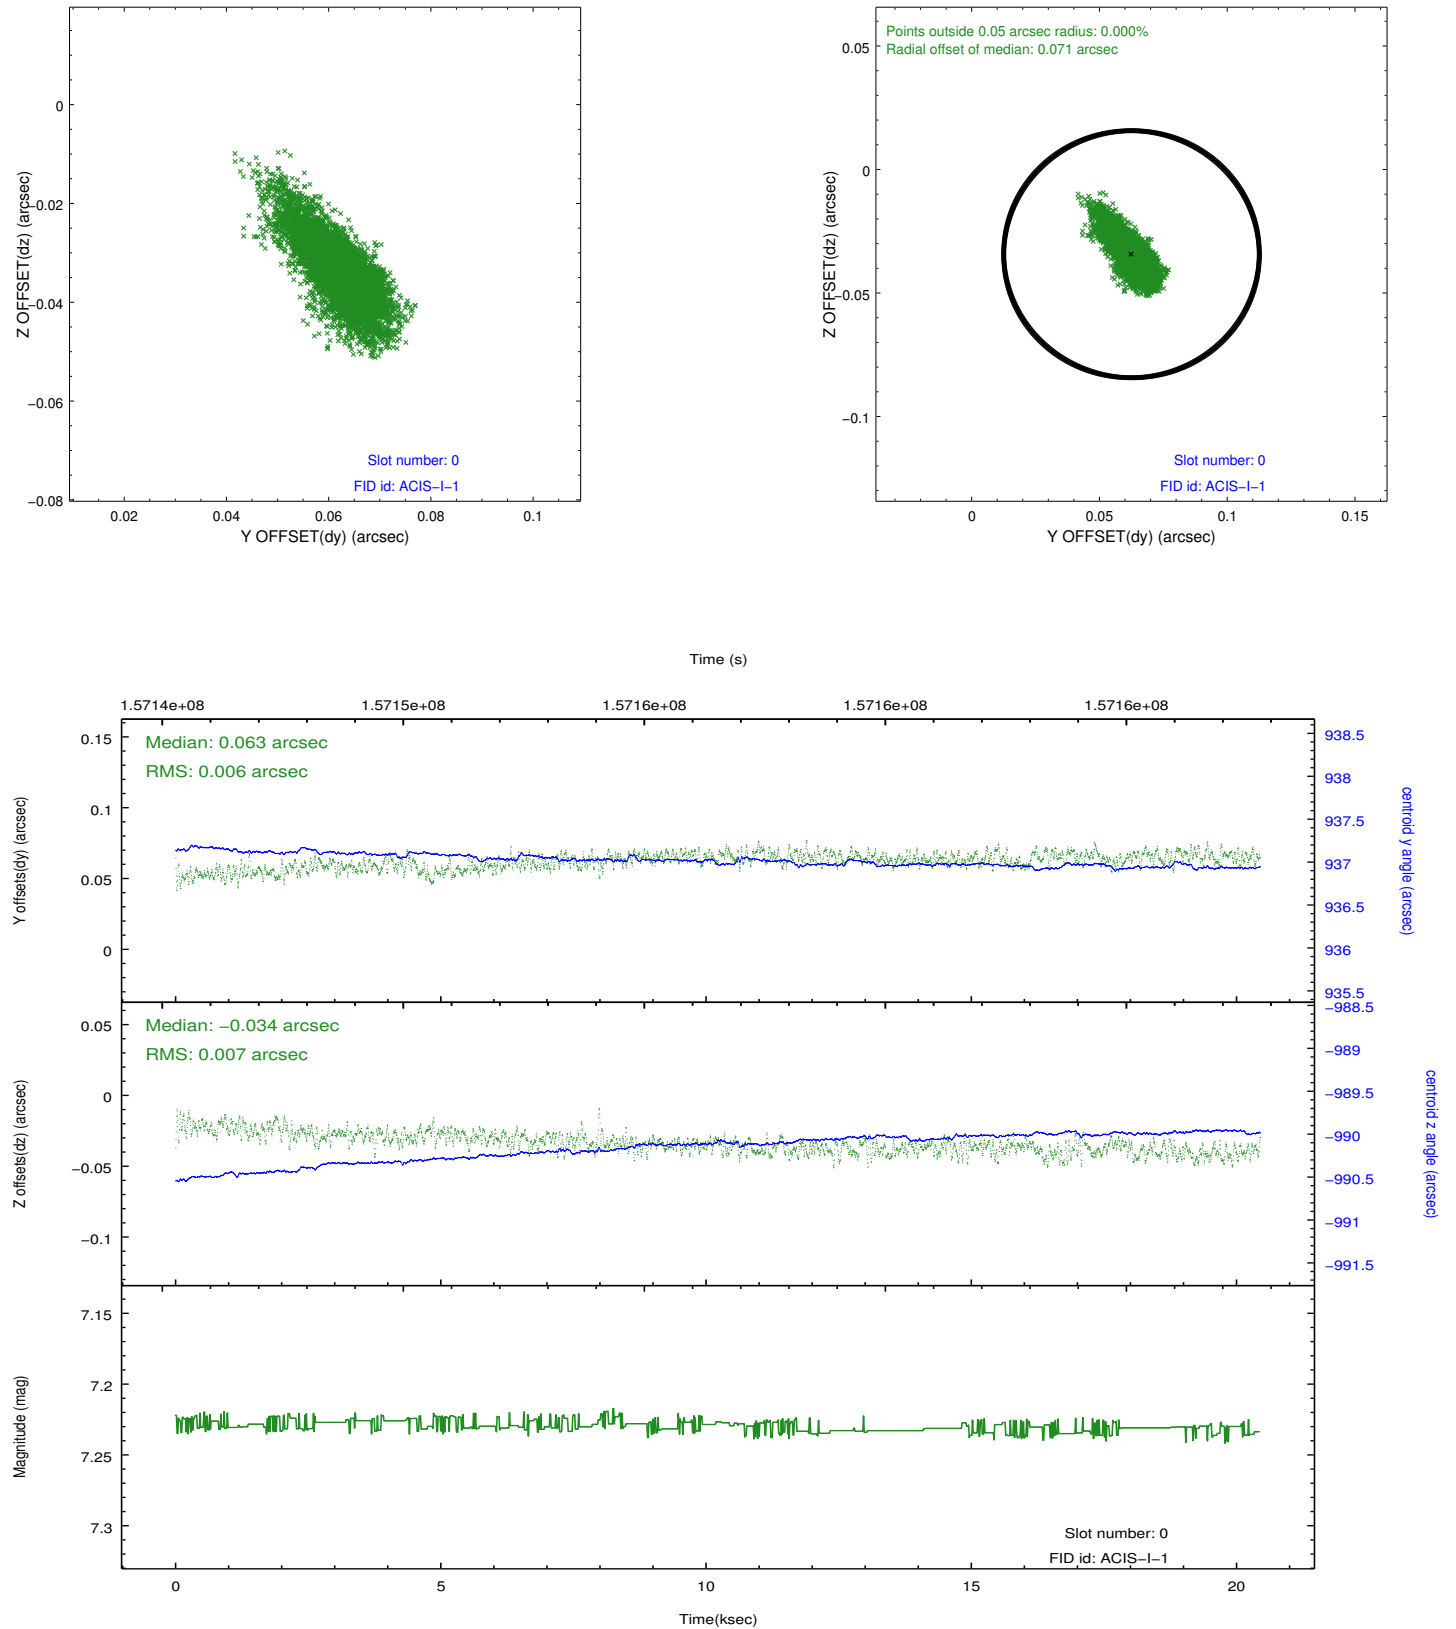 0
−0.02
−0.04
−0.06
−0.08
0.02
0.04
0.06
0.08
0.1
Z OFFSET(dz) (arcsec)
Y OFFSET(dy) (arcsec)
Slot number: 0
FID id: ACIS−I−1
Points outside 0.05 arcsec radius: 0.000%
Radial offset of median: 0.071 arcsec
0.05
0
−0.05
−0.1
0
0.05
0.1
0.15
Z OFFSET(dz) (arcsec)
Y OFFSET(dy) (arcsec)
Slot number: 0
FID id: ACIS−I−1
Time (s)
1.5714e+08
1.5715e+08
1.5716e+08
1.5716e+08
1.5716e+08
Median: 0.063 arcsec
RMS: 0.006 arcsec
0.15
0.1
0.05
0
Y offsets(dy) (arcsec)
938.5
938
937.5
937
936.5
936
935.5
centroid y angle (arcsec)
Median: −0.034 arcsec
RMS: 0.007 arcsec
0.05
0
−0.05
−0.1
Z offsets(dz) (arcsec)
−988.5
−989
−989.5
−990
−990.5
−991
−991.5
centroid z angle (arcsec)
7.15
7.2
7.25
7.3
Magnitude (mag)
Slot number: 0
FID id: ACIS−I−1
0
5
10
15
20
Time(ksec)